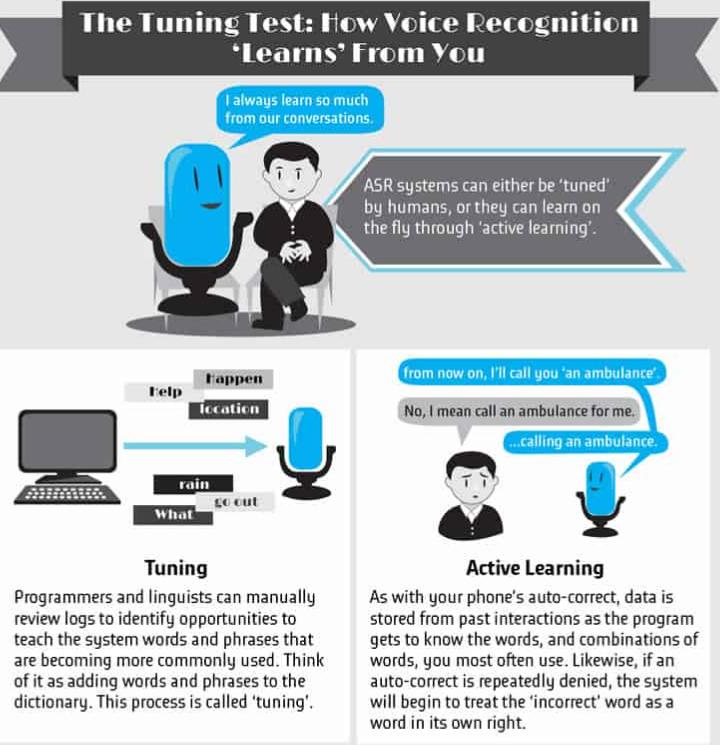 The Tuning Test: How Voice Recognition
‘Learns’ From You
I always learn so much
from our conversations.
ASR systems can either be ‘tuned’
by humans, or they can learn on
the fly through ‘active learning’.
Happen
Help
location
rain
go out
What
Tuning
Programmers and linguists can manually
review logs to identify opportunities to
teach the system words and phrases that
are becoming more commonly used. Think
of it as adding words and phrases to the
dictionary. This process is called ‘tuning’.
from now on, I’ll call you ‘an ambulance’.
No, I mean call an ambulance for me.
...calling an ambulance.
Active Learning
As with your phone’s auto-correct, data is
stored from past interactions as the program
gets to know the words, and combinations of
words, you most often use. Likewise, if an
auto-correct is repeatedly denied, the system
will begin to treat the ‘incorrect’ word as a
word in its own right.